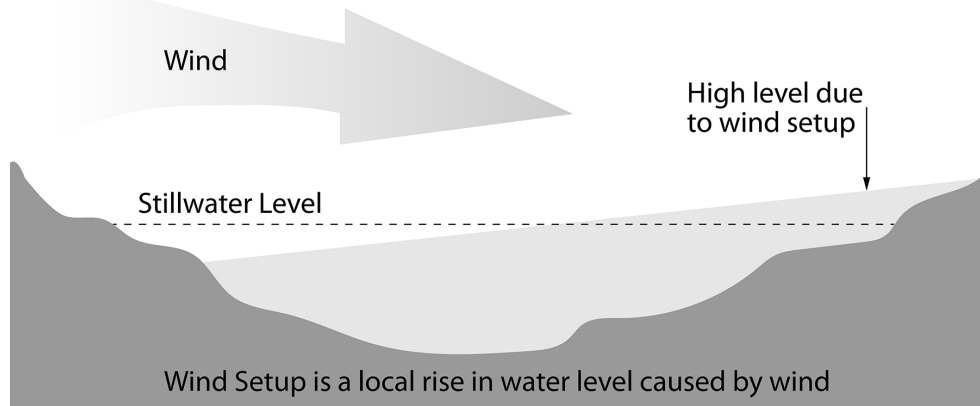 Wind
High level due
to wind setup
Stillwater Level
Wind Setup is a local rise in water level caused by wind